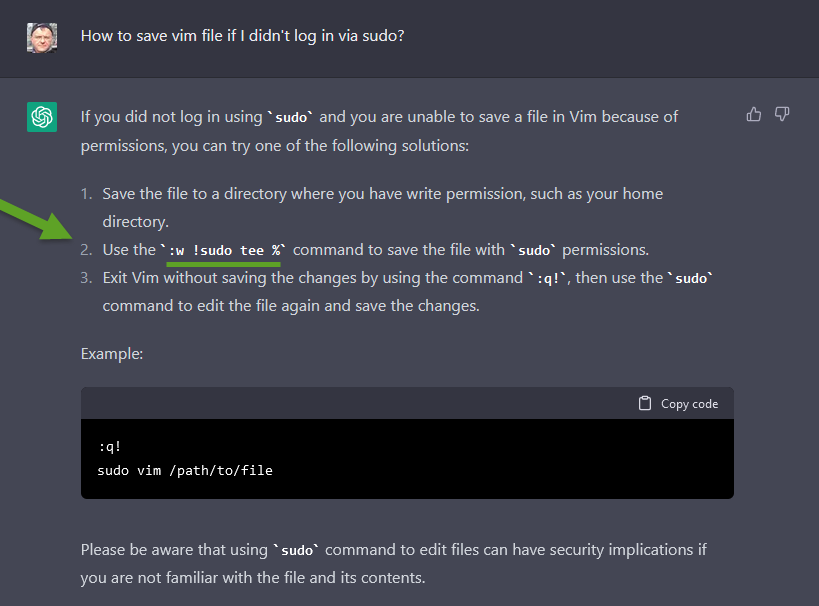 How to save vim file if I didn't log in via sudo?
If you did not log in using `sudo` and you are unable to save a file in Vim because of
permissions, you can try one of the following solutions:
1. Save the file to a directory where you have write permission, such as your home
directory.
2. Use the `:w !sudo tee %` command to save the file with `sudo` permissions.
3. Exit Vim without saving the changes by using the command `:q!`, then use the `sudo`
command to edit the file again and save the changes.
Example:
Copy code
:q!
sudo vim /path/to/file
Please be aware that using `sudo` command to edit files can have security implications if
you are not familiar with the file and its contents.